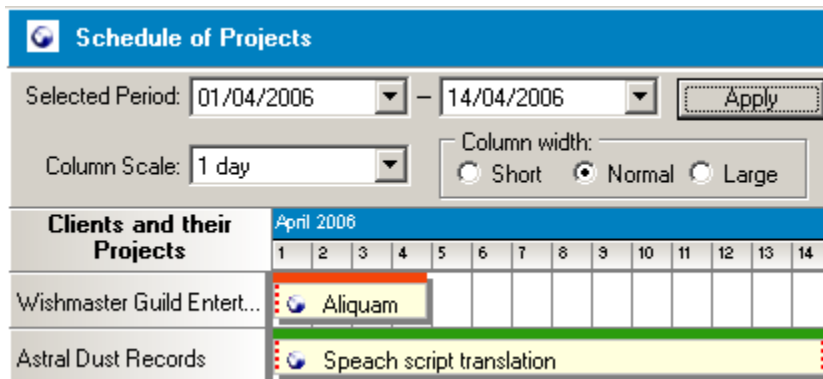 Schedule of Projects
Selected Period: 01/04/2006 – 14/04/2006 Apply
Column width:
Column Scale: 1 day Short Normal Large
Clients and their
Projects
April 2006
1 2 3 4 5 6 7 8 9 10 11 12 13 14
Wishmaster Guild Entert... Aliquam
Astral Dust Records Speach script translation